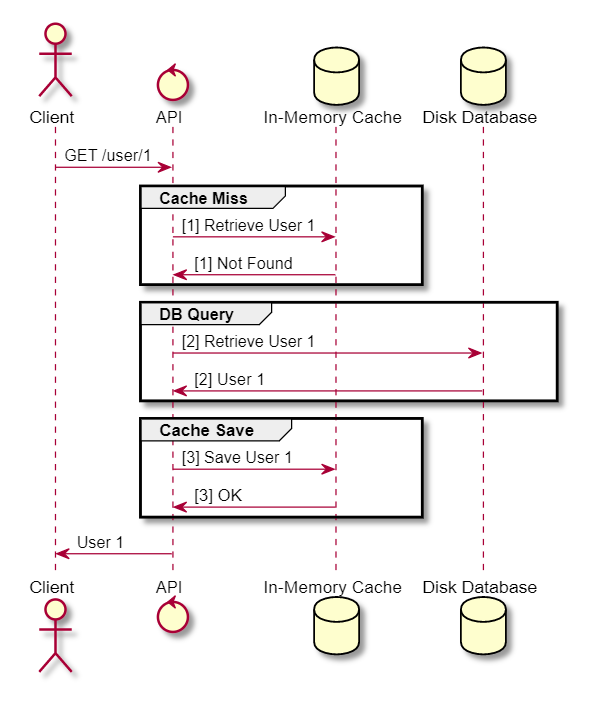 Client API In-Memory Cache Disk Database
GET /user/1
Cache Miss
[1] Retrieve User 1
[1] Not Found
DB Query
[2] Retrieve User 1
[2] User 1
Cache Save
[3] Save User 1
[3] OK
User 1
Client API In-Memory Cache Disk Database